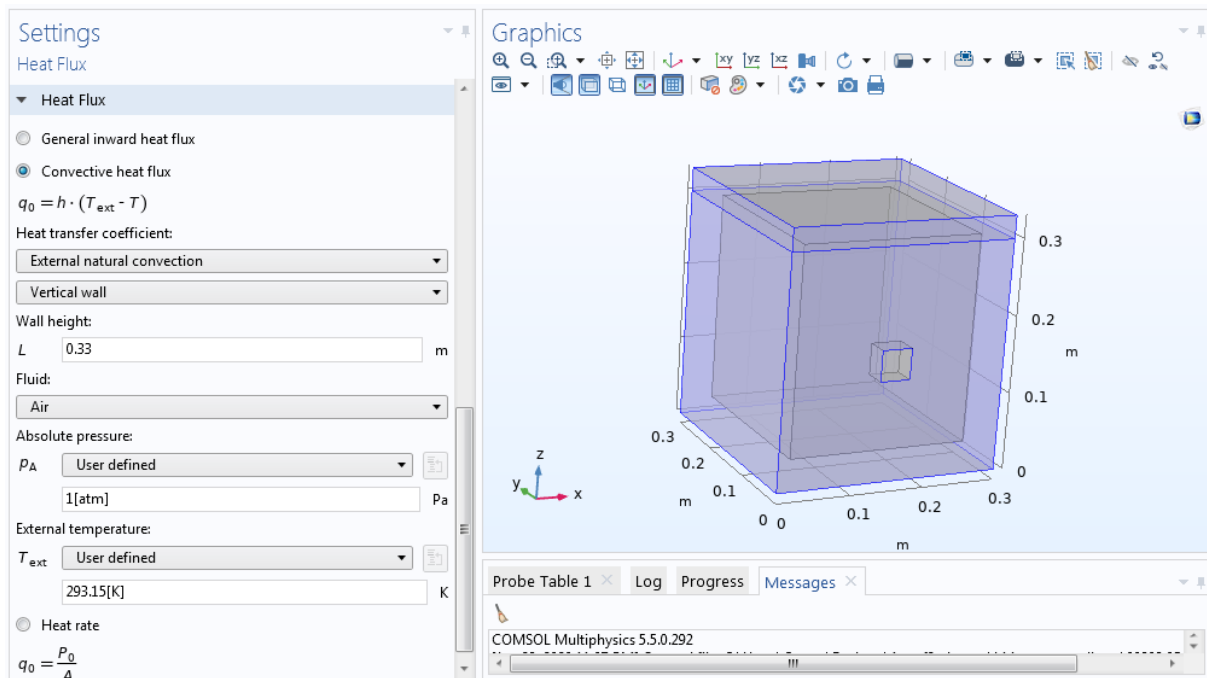 Settings
Heat Flux
Heat Flux
General inward heat flux
Convective heat flux
q₀ = h · (T_ext - T)
Heat transfer coefficient:
External natural convection
Vertical wall
Wall height:
L 0.33 m
Fluid:
Air
Absolute pressure:
p_A User defined
1[atm] Pa
External temperature:
T_ext User defined
293.15[K] K
Heat rate
q₀ = P₀/A
Graphics
xy yz xz
0.3
0.2
m
0.1
0
0.3
0.2
0.1
m
0
0
0.1
0.2
0.3
m
z
y
x
Probe Table 1 Log Progress Messages
COMSOL Multiphysics 5.5.0.292